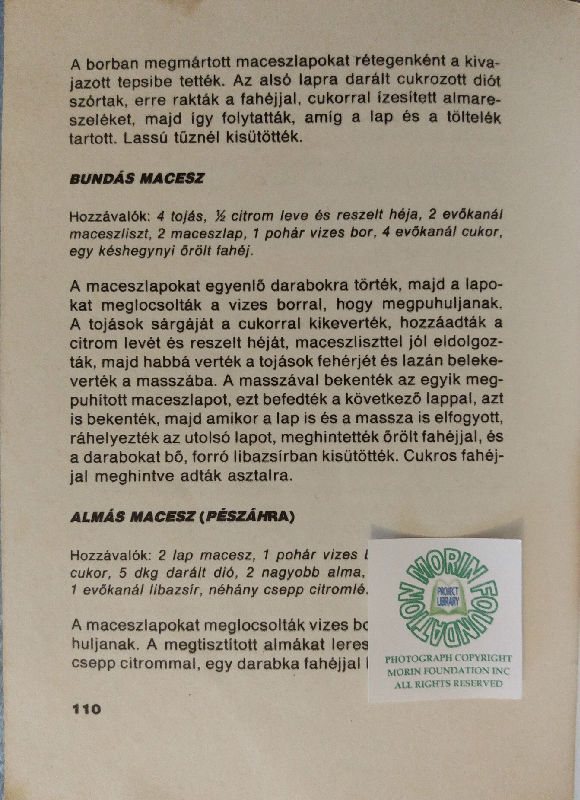 A borban megmártott maceszlapokat rétegenként a kiva-
jazott tepsibe tették. Az alsó lapra darált cukrozott diót
szórtak, erre rakták a fahéjjal, cukorral ízesített almare-
szeléket, majd így folytatták, amíg a lap és a töltelék
tartott. Lassú tűznél kisütötték.
BUNDÁS MACESZ
Hozzávalók: 4 tojás, ½ citrom leve és reszelt héja, 2 evőkanál
maceszliszt, 2 maceszlap, 1 pohár vizes bor, 4 evőkanál cukor,
egy késhegynyi őrölt fahéj.
A maceszlapokat egyenlő darabokra törték, majd a lapo-
kat meglocsolták a vizes borral, hogy megpuhuljanak.
A tojások sárgáját a cukorral kikeverték, hozzáadták a
citrom levét és reszelt héját, maceszliszttel jól eldolgoz-
ták, majd habbá verték a tojások fehérjét és lazán beleke-
verték a masszába. A masszával bekenték az egyik meg-
puhított maceszlapot, ezt befedték a következő lappal, azt
is bekenték, majd amikor a lap is és a massza is elfogyott,
ráhelyezték az utolsó lapot, meghintették őrölt fahéjjal, és
a darabokat bő, forró libazsírban kisütötték. Cukros fahéj-
jal meghintve adták asztalra.
ALMÁS MACESZ (PÉSZÁHRA)
Hozzávalók: 2 lap macesz, 1 pohár vizes
cukor, 5 dkg darált dió, 2 nagyobb alma,
1 evőkanál libazsír, néhány csepp citromlé.
A maceszlapokat meglocsolták vizes bo
huljanak. A megtisztított almákat leres
csepp citrommal, egy darabka fahéjjal
110
MORIN FOUNDATION
PROJECT
LIBRARY
PHOTOGRAPH COPYRIGHT
MORIN FOUNDATION INC
ALL RIGHTS RESERVED